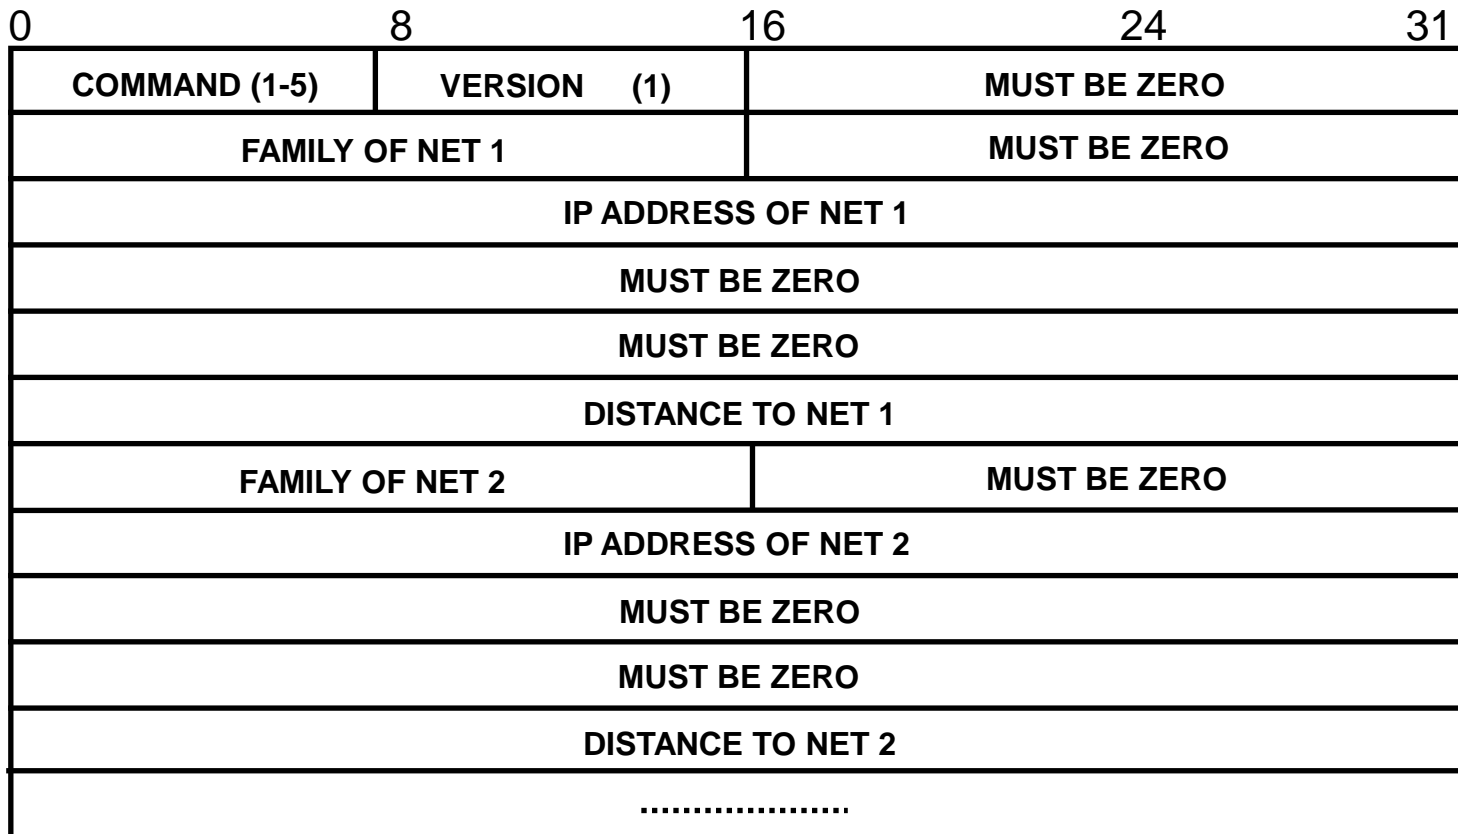 0 8 16 24 31
COMMAND (1-5) VERSION (1) MUST BE ZERO
FAMILY OF NET 1 MUST BE ZERO
IP ADDRESS OF NET 1
MUST BE ZERO
MUST BE ZERO
DISTANCE TO NET 1
FAMILY OF NET 2 MUST BE ZERO
IP ADDRESS OF NET 2
MUST BE ZERO
MUST BE ZERO
DISTANCE TO NET 2
....................